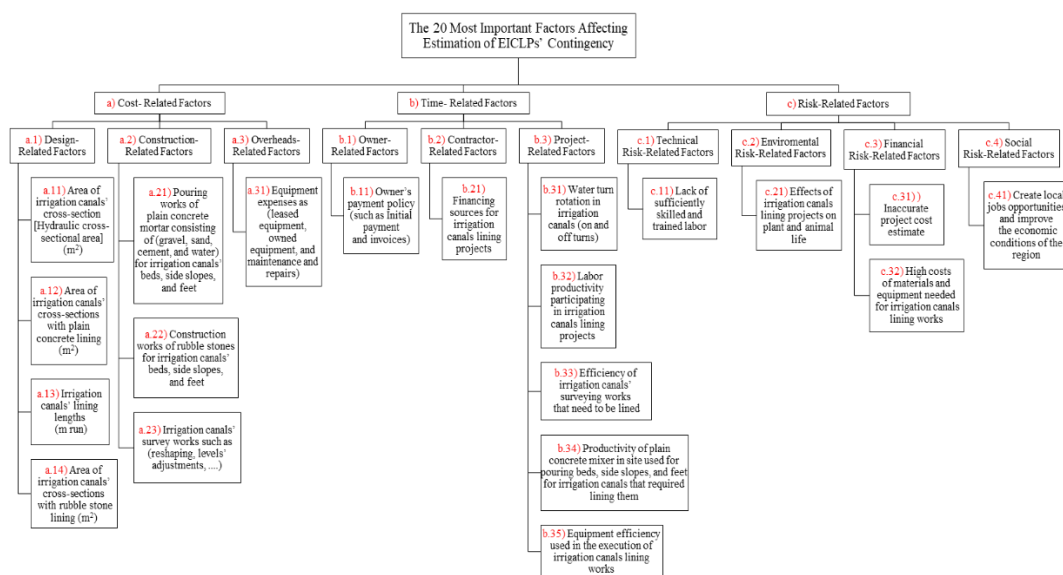 The 20 Most Important Factors Affecting
Estimation of EICLPs' Contingency
a) Cost- Related Factors
b) Time- Related Factors
c) Risk-Related Factors
a.1) Design-
Related Factors
a.2) Construction-
Related Factors
a.3) Overheads-
Related Factors
b.1) Owner-
Related Factors
b.2) Contractor-
Related Factors
b.3) Project-
Related Factors
c.1) Technical
Risk-Related Factors
c.2) Enviromental
Risk-Related Factors
c.3) Financial
Risk-Related Factors
c.4) Social
Risk-Related Factors
a.11) Area of
irrigation canals'
cross-section
[Hydraulic cross-
sectional area]
(m²)
a.12) Area of
irrigation canals'
cross-sections
with plain
concrete lining
(m²)
a.13) Irrigation
canals' lining
lengths
(m run)
a.14) Area of
irrigation canals'
cross-sections
with rubble stone
lining (m²)
a.21) Pouring
works of
plain concrete
mortar consisting
of (gravel, sand,
cement, and water)
for irrigation canals'
beds, side slopes,
and feet
a.22) Construction
works of rubble stones
for irrigation canals'
beds, side slopes,
and feet
a.23) Irrigation canals'
survey works such as
(reshaping, levels'
adjustments, ....)
a.31) Equipment
expenses as
(leased
equipment,
owned
equipment, and
maintenance and
repairs)
b.11) Owner's
payment policy
(such as Initial
payment
and invoices)
b.21)
Financing
sources for
irrigation
canals lining
projects
b.31) Water
turn
rotation in
irrigation
canals (on
and off turns)
b.32) Labor
productivity
participating
in irrigation
canals lining
projects
b.33) Efficiency of
irrigation canals'
surveying works
that need to be
lined
b.34) Productivity of plain
concrete mixer in site used for
pouring beds, side slopes, and feet
for irrigation canals that required
lining them
b.35) Equipment efficiency
used in the execution of
irrigation canals lining
works
c.11) Lack of
sufficiently
skilled and
trained labor
c.21) Effects of
irrigation canals
lining projects on
plant and animal
life
c.31))
Inaccurate
project cost
estimate
c.32) High costs
of materials and
equipment needed
for irrigation canals
lining works
c.41) Create local
jobs opportunities
and improve
the economic
conditions of the
region